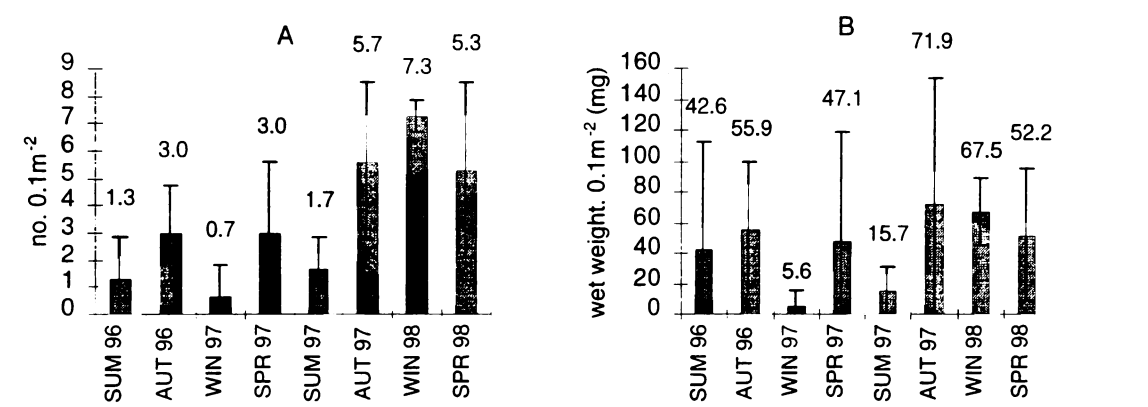 A
no. 0.1m⁻²
9
8
7
6
5
4
3
2
1
0
1.3
3.0
0.7
3.0
1.7
5.7
7.3
5.3
SUM 96
AUT 96
WIN 97
SPR 97
SUM 97
AUT 97
WIN 98
SPR 98
B
wet weight. 0.1m⁻² (mg)
160
140
120
100
80
60
40
20
0
42.6
55.9
5.6
47.1
15.7
71.9
67.5
52.2
SUM 96
AUT 96
WIN 97
SPR 97
SUM 97
AUT 97
WIN 98
SPR 98